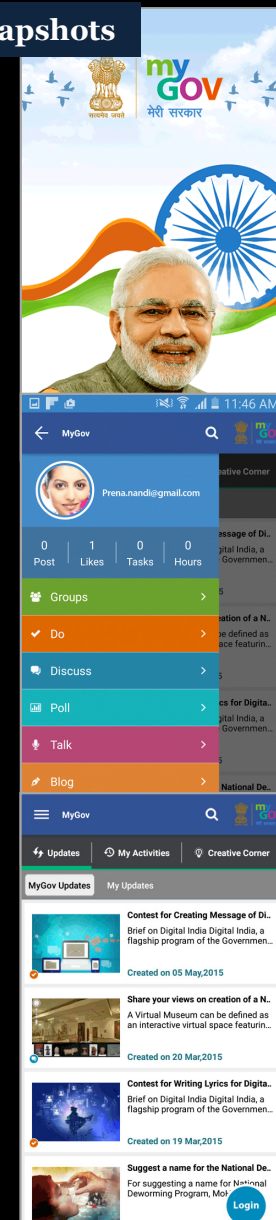 apshots
my
GOV
मेरी सरकार
सत्यमेव जयते
11:46 AM
MyGov
Prena.nandi@gmail.com
0 1 0 0
Post Likes Tasks Hours
Groups
Do
Discuss
Poll
Talk
Blog
eative Corner
essage of Di..
gital India, a
Governmen...
5
eation of a N..
be defined as
ace featurin...
5
cs for Digita..
gital India, a
Governmen...
5
National De..
MyGov
Updates My Activities Creative Corner
MyGov Updates My Updates
Contest for Creating Message of Di..
Brief on Digital India Digital India, a
flagship program of the Governmen...
Created on 05 May,2015
Share your views on creation of a N..
A Virtual Museum can be defined as
an interactive virtual space featurin...
Created on 20 Mar,2015
Contest for Writing Lyrics for Digita..
Brief on Digital India Digital India, a
flagship program of the Governmen...
Created on 19 Mar,2015
Suggest a name for the National De..
For suggesting a name for National
Deworming Program, MoH
Login